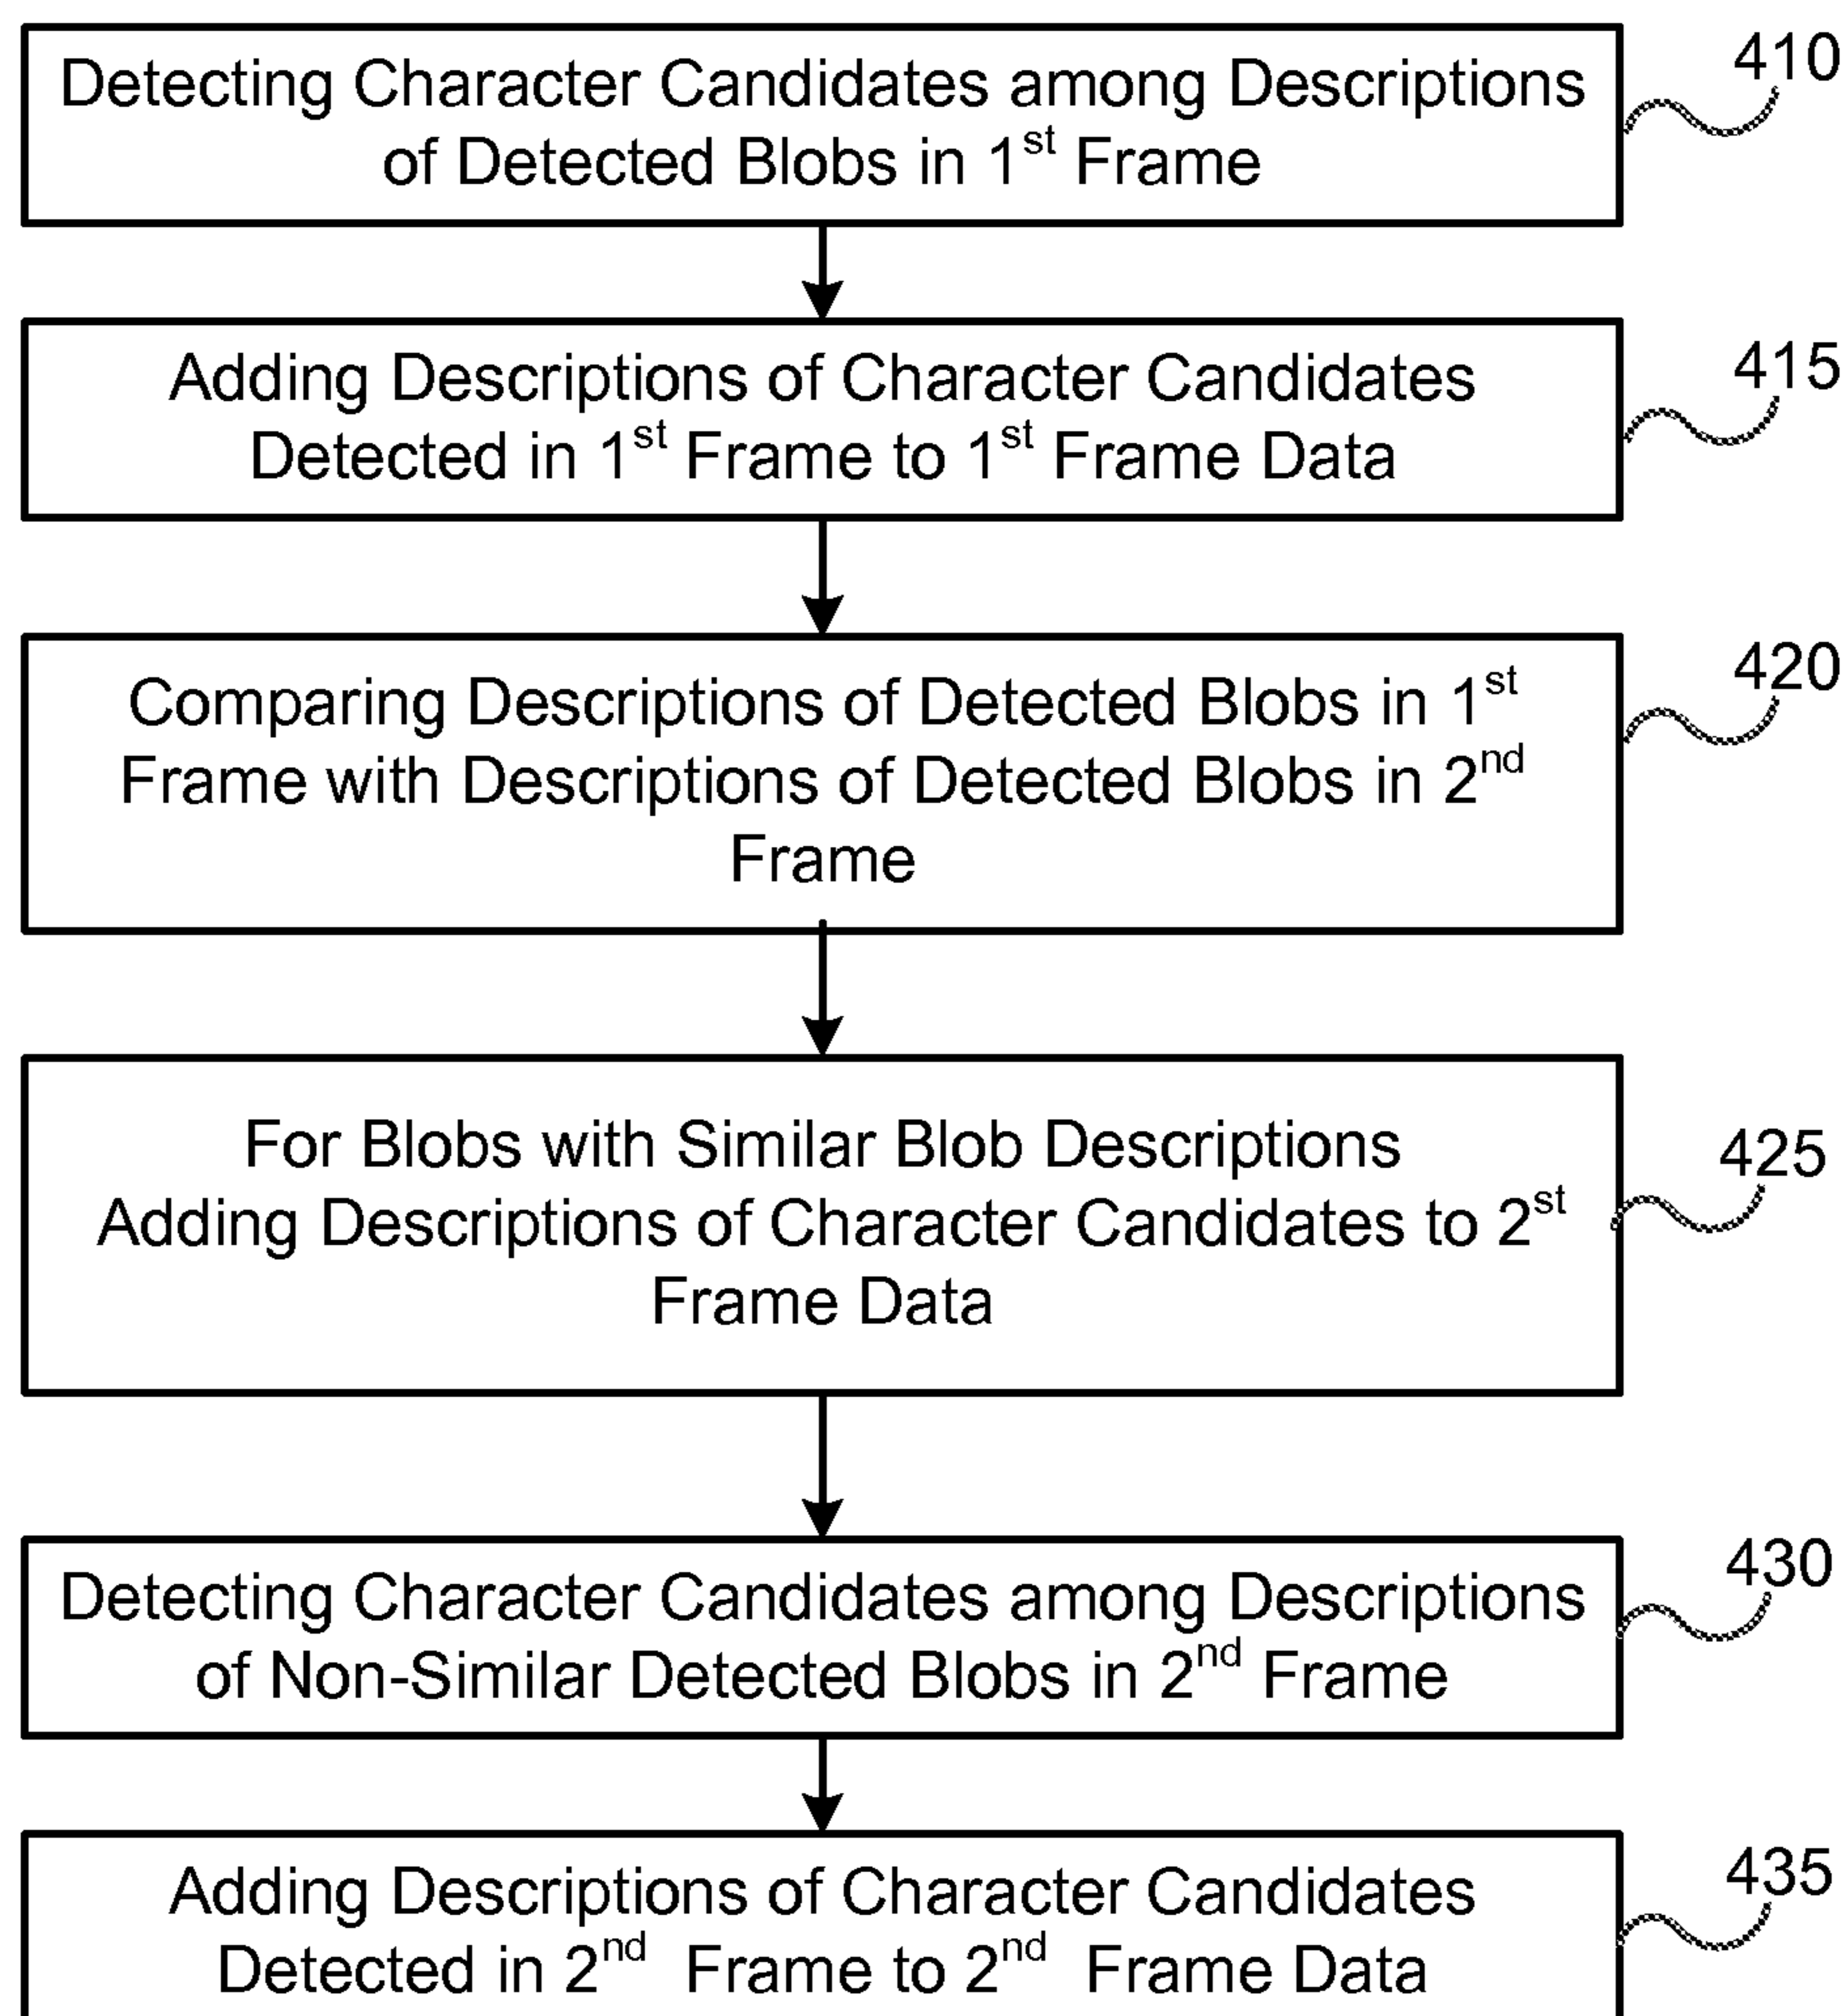 Detecting Character Candidates among Descriptions
of Detected Blobs in 1st Frame
410
Adding Descriptions of Character Candidates
Detected in 1st Frame to 1st Frame Data
415
Comparing Descriptions of Detected Blobs in 1st
Frame with Descriptions of Detected Blobs in 2nd
Frame
420
For Blobs with Similar Blob Descriptions
Adding Descriptions of Character Candidates to 2st
Frame Data
425
Detecting Character Candidates among Descriptions
of Non-Similar Detected Blobs in 2nd Frame
430
Adding Descriptions of Character Candidates
Detected in 2nd Frame to 2nd Frame Data
435